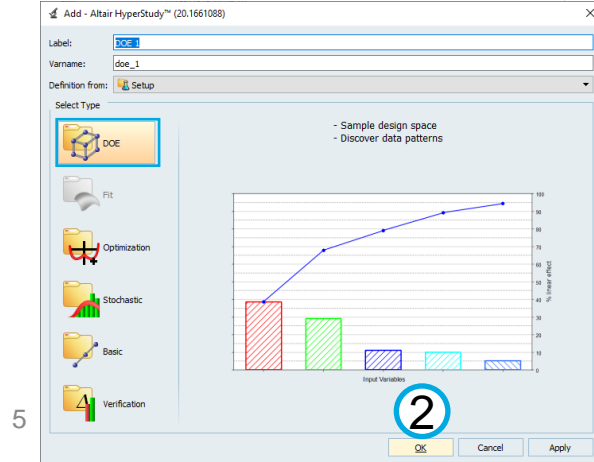 Add - Altair HyperStudy™ (20.1661088)
Label: DOE 1
Varname: doe_1
Definition from: Setup
Select Type
DOE
Fit
Optimization
Stochastic
Basic
Verification
- Sample design space
- Discover data patterns
100
90
80
70
60
50
40
30
20
10
0
% linear effect
Input Variables
2
5
OK Cancel Apply